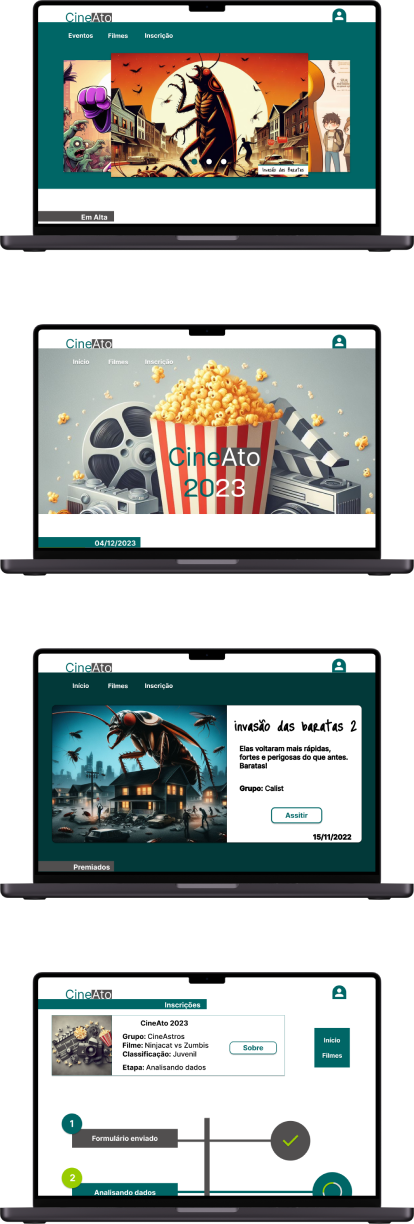 CineAto
Eventos Filmes Inscrição
Invasão das Baratas
Em Alta
CineAto
Início Filmes Inscrição
CineAto
2023
04/12/2023
CineAto
Início Filmes Inscrição
invasão das baratas 2
Elas voltaram mais rápidas,
fortes e perigosas do que antes.
Baratas!
Grupo: Calist
Assitir
15/11/2022
Premiados
CineAto
Inscrições
CineAto 2023
Grupo: CineAstros
Filme: Ninjacat vs Zumbis
Classificação: Juvenil
Etapa: Analisando dados
Sobre
Início
Filmes
1
Formulário enviado
2
Analisando dados